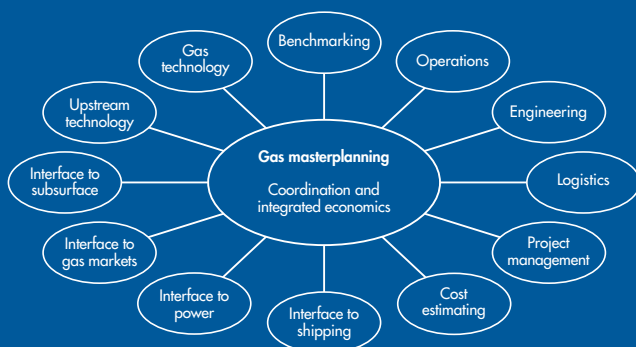 Benchmarking
Gas
technology
Operations
Upstream
technology
Engineering
Gas masterplanning
Coordination and
integrated economics
Interface to
subsurface
Logistics
Interface to
gas markets
Project
management
Interface to
power
Cost
estimating
Interface to
shipping